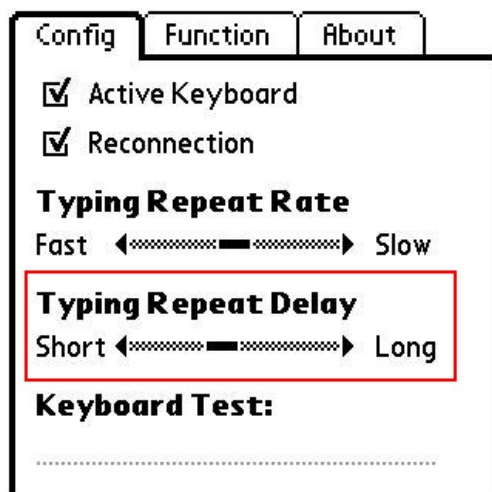 Config Function About
Active Keyboard
Reconnection
Typing Repeat Rate
Fast Slow
Typing Repeat Delay
Short Long
Keyboard Test: